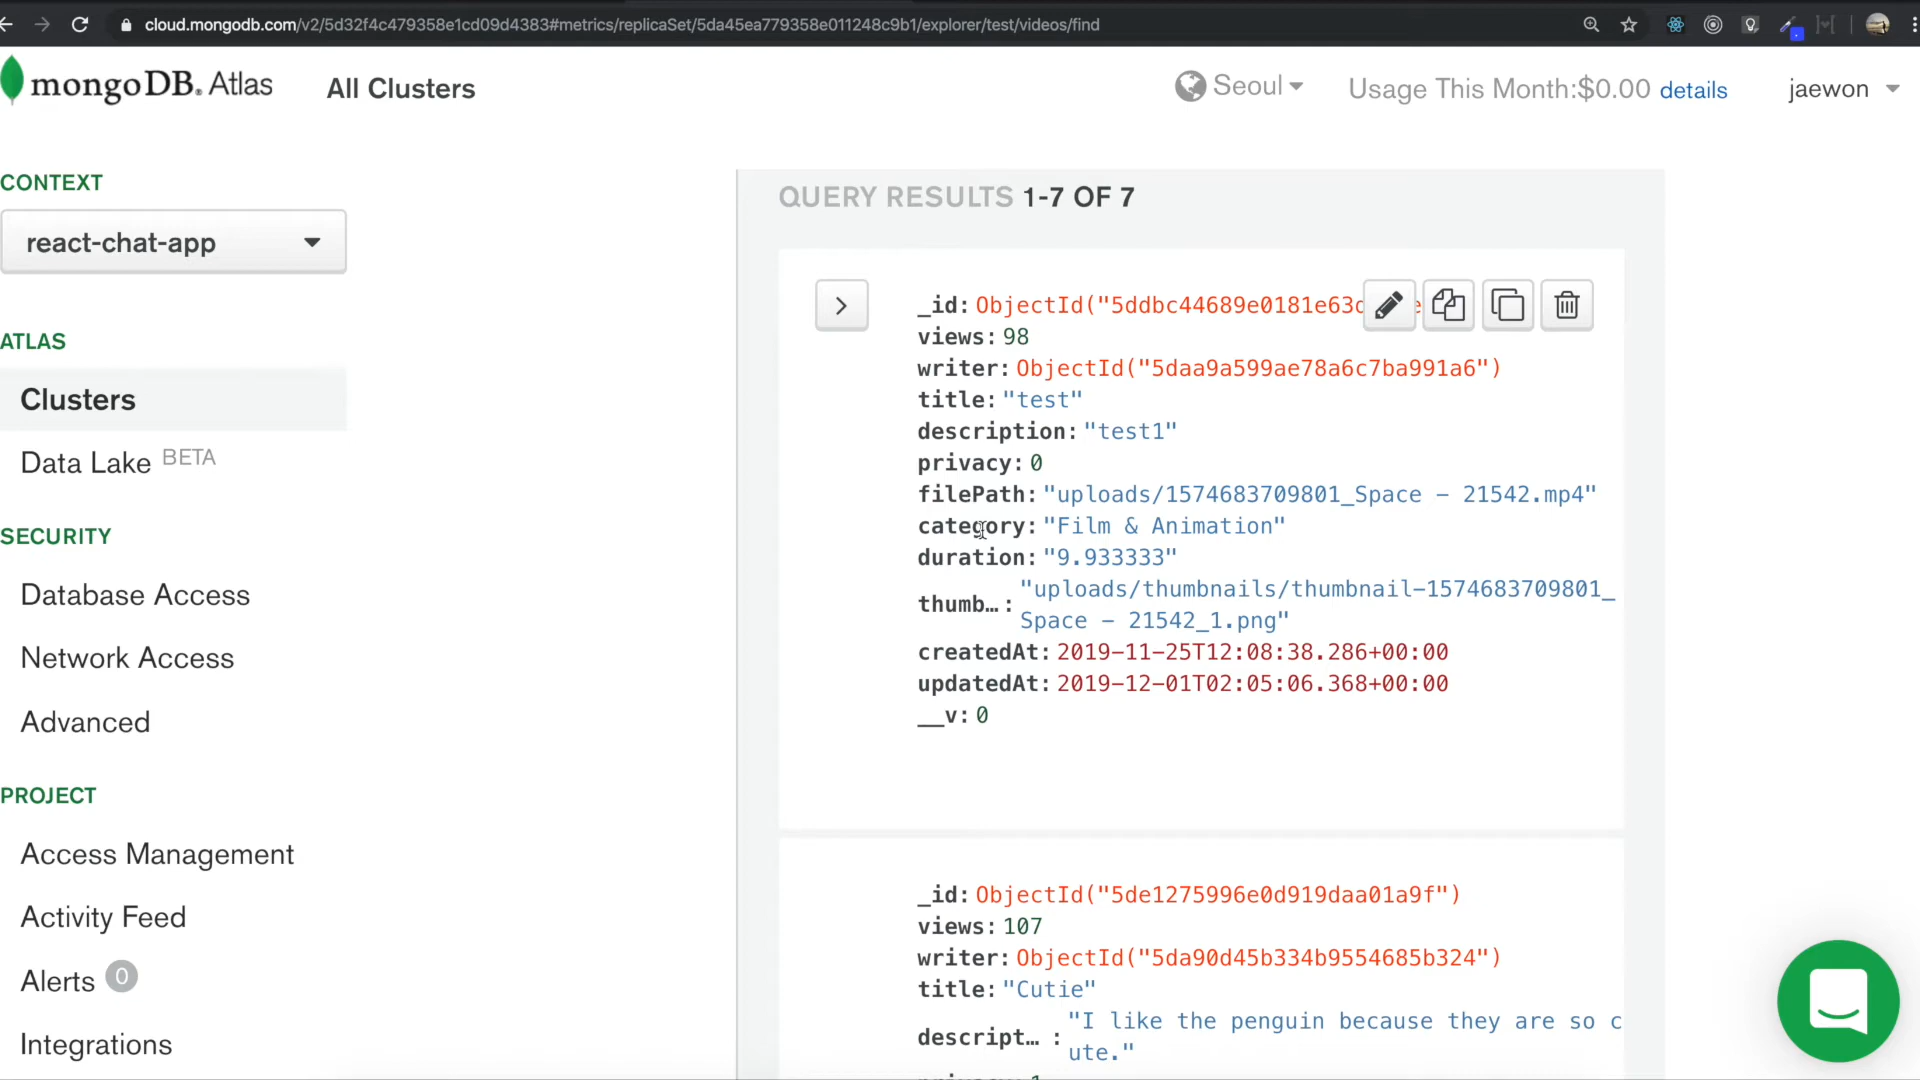 cloud.mongodb.com/v2/5d32f4c479358e1cd09d4383#metrics/replicaSet/5da45ea779358e011248c9b1/explorer/test/videos/find
mongoDB. Atlas
All Clusters
Seoul
Usage This Month:$0.00 details
jaewon
CONTEXT
react-chat-app
ATLAS
Clusters
Data Lake BETA
SECURITY
Database Access
Network Access
Advanced
PROJECT
Access Management
Activity Feed
Alerts 0
Integrations
QUERY RESULTS 1-7 OF 7
_id: ObjectId("5ddbc44689e0181e63
views: 98
writer: ObjectId("5daa9a599ae78a6c7ba991a6")
title: "test"
description: "test1"
privacy: 0
filePath: "uploads/1574683709801_Space - 21542.mp4"
category: "Film & Animation"
duration: "9.933333"
thumb… : "uploads/thumbnails/thumbnail-1574683709801_
Space - 21542_1.png"
createdAt: 2019-11-25T12:08:38.286+00:00
updatedAt: 2019-12-01T02:05:06.368+00:00
__v: 0
_id: ObjectId("5de1275996e0d919daa01a9f")
views: 107
writer: ObjectId("5da90d45b334b9554685b324")
title: "Cutie"
descript… : "I like the penguin because they are so c
ute."